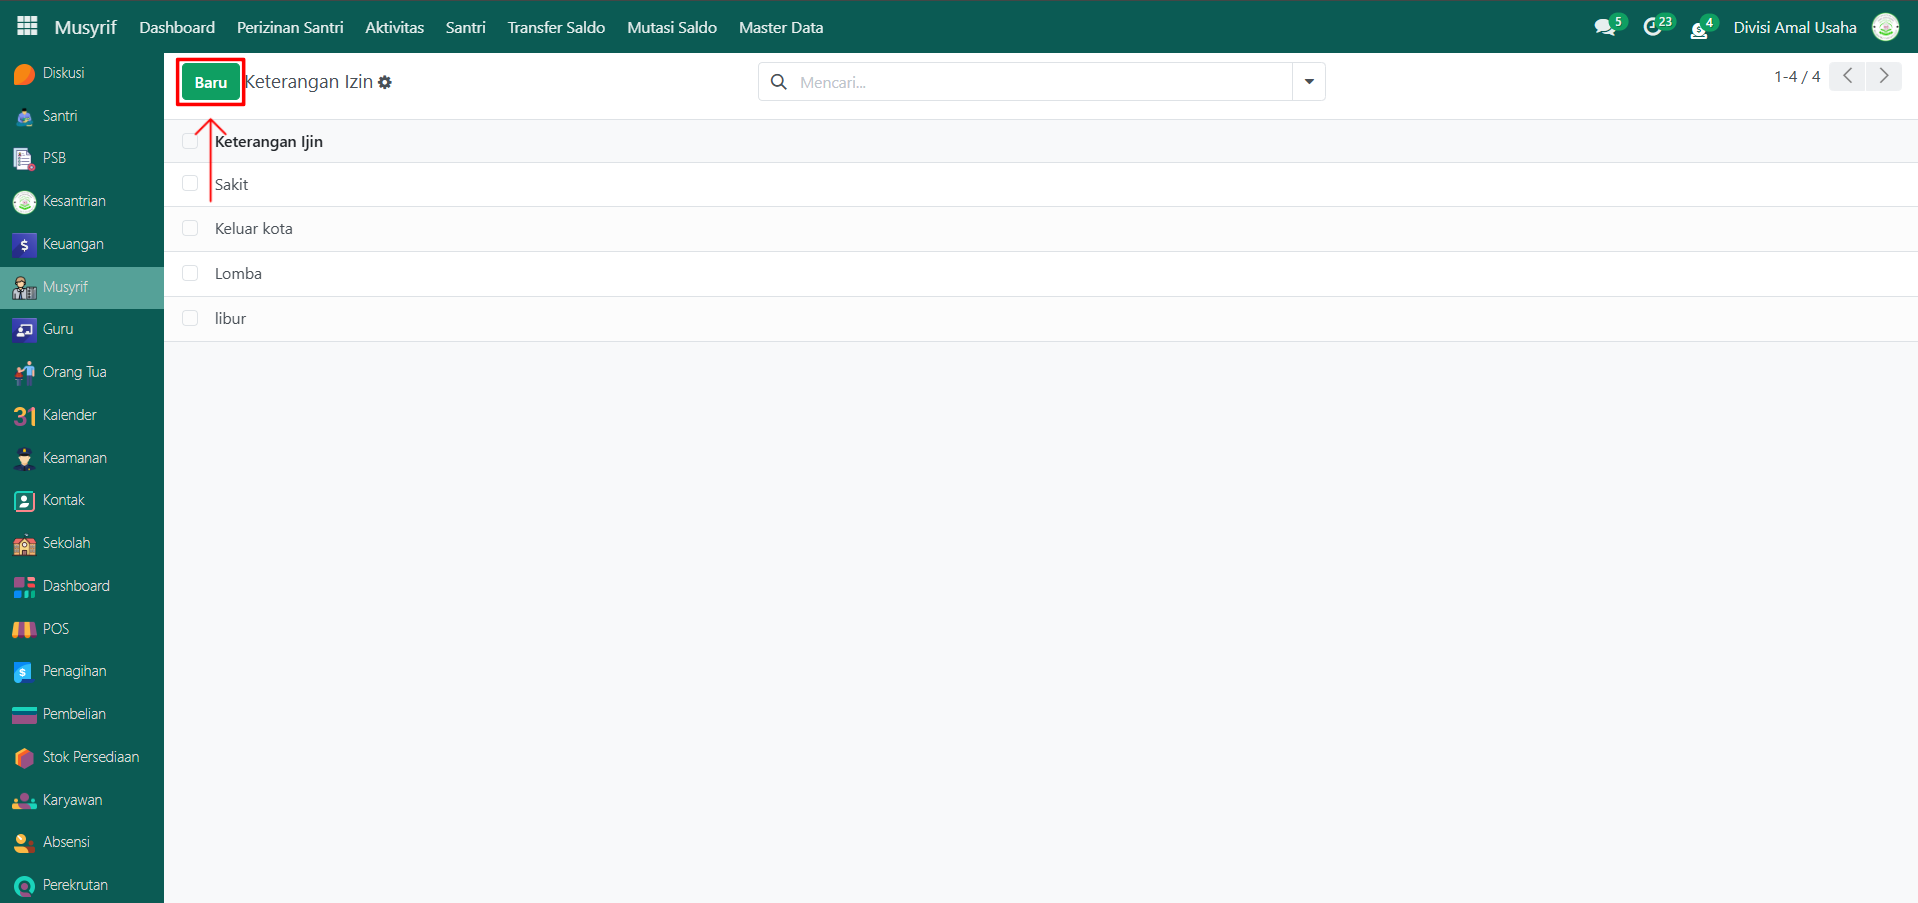 Musyrif Dashboard Perizinan Santri Aktivitas Santri Transfer Saldo Mutasi Saldo Master Data 5 23 4 Divisi Amal Usaha
Baru Keterangan Izin Mencari... 1-4 / 4
Keterangan Ijin
Sakit
Keluar kota
Lomba
libur
Diskusi
Santri
PSB
Kesantrian
Keuangan
Musyrif
Guru
Orang Tua
31 Kalender
Keamanan
Kontak
Sekolah
Dashboard
POS
Penagihan
Pembelian
Stok Persediaan
Karyawan
Absensi
Perekrutan